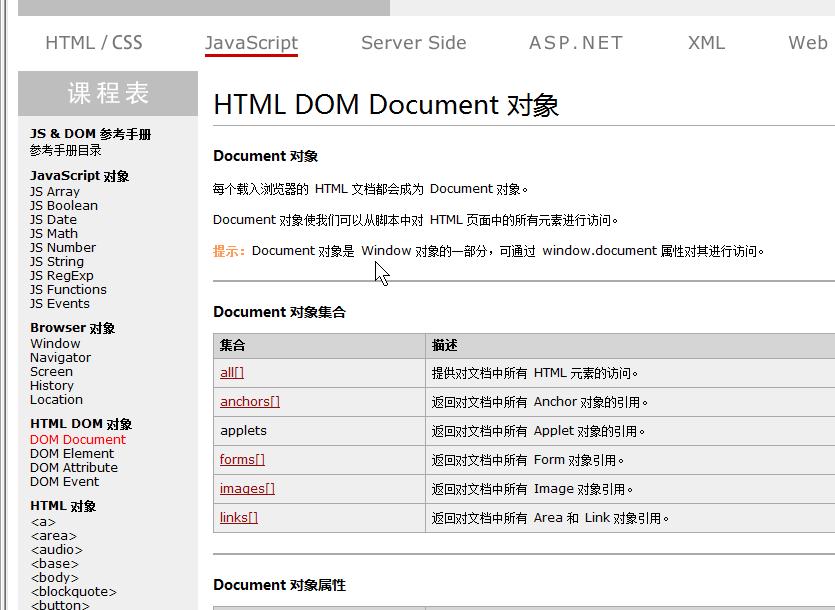 HTML / CSS
JavaScript
Server Side
ASP.NET
XML
Web
课程表
JS & DOM 参考手册
参考手册目录
JavaScript 对象
JS Array
JS Boolean
JS Date
JS Math
JS Number
JS String
JS RegExp
JS Functions
JS Events
Browser 对象
Window
Navigator
Screen
History
Location
HTML DOM 对象
DOM Document
DOM Element
DOM Attribute
DOM Event
HTML 对象
<a>
<area>
<audio>
<base>
<body>
<blockquote>
<button>
HTML DOM Document 对象
Document 对象
每个载入浏览器的 HTML 文档都会成为 Document 对象。
Document 对象使我们可以从脚本中对 HTML 页面中的所有元素进行访问。
提示：Document 对象是 Window 对象的一部分，可通过 window.document 属性对其进行访问。
Document 对象集合
集合 描述
all[] 提供对文档中所有 HTML 元素的访问。
anchors[] 返回对文档中所有 Anchor 对象的引用。
applets 返回对文档中所有 Applet 对象的引用。
forms[] 返回对文档中所有 Form 对象引用。
images[] 返回对文档中所有 Image 对象引用。
links[] 返回对文档中所有 Area 和 Link 对象引用。
Document 对象属性